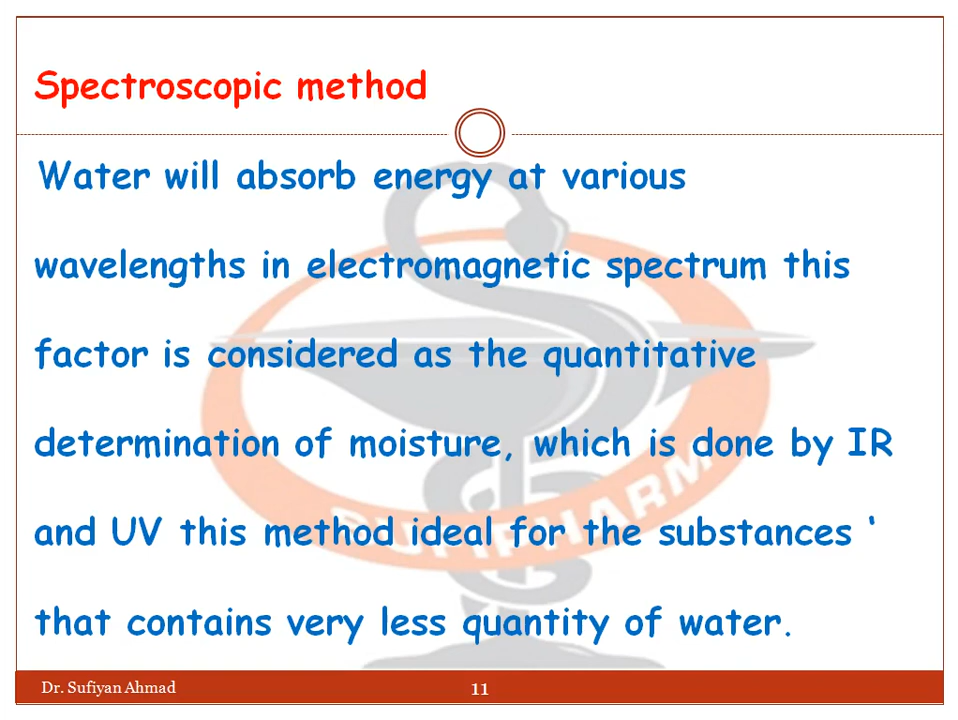 Spectroscopic method
Water will absorb energy at various
wavelengths in electromagnetic spectrum this
factor is considered as the quantitative
determination of moisture, which is done by IR
and UV this method ideal for the substances ‘
that contains very less quantity of water.
SUFIPHARMA
Dr. Sufiyan Ahmad
11